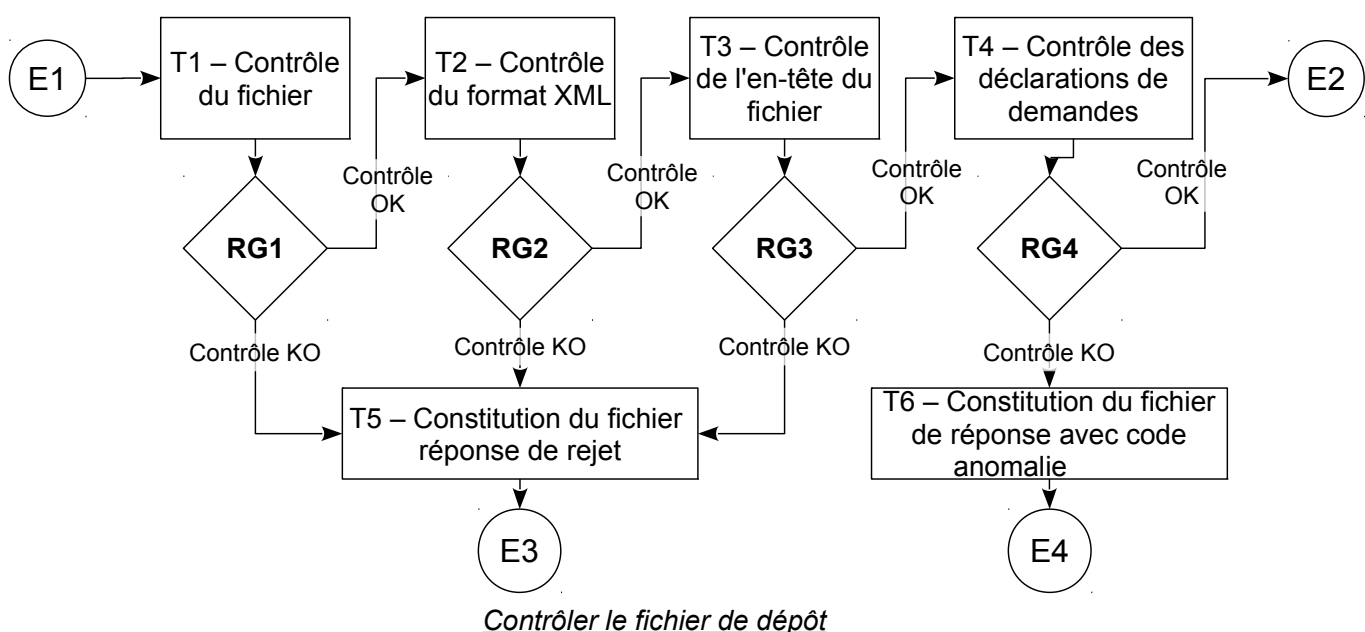 E1
T1 – Contrôle
du fichier
T2 – Contrôle
du format XML
T3 – Contrôle
de l'en-tête du
fichier
T4 – Contrôle des
déclarations de
demandes
E2
Contrôle
OK
Contrôle
OK
Contrôle
OK
Contrôle
OK
RG1
RG2
RG3
RG4
Contrôle KO
Contrôle KO
Contrôle KO
Contrôle KO
T5 – Constitution du fichier
réponse de rejet
T6 – Constitution du fichier
de réponse avec code
anomalie
E3
E4
Contrôler le fichier de dépôt